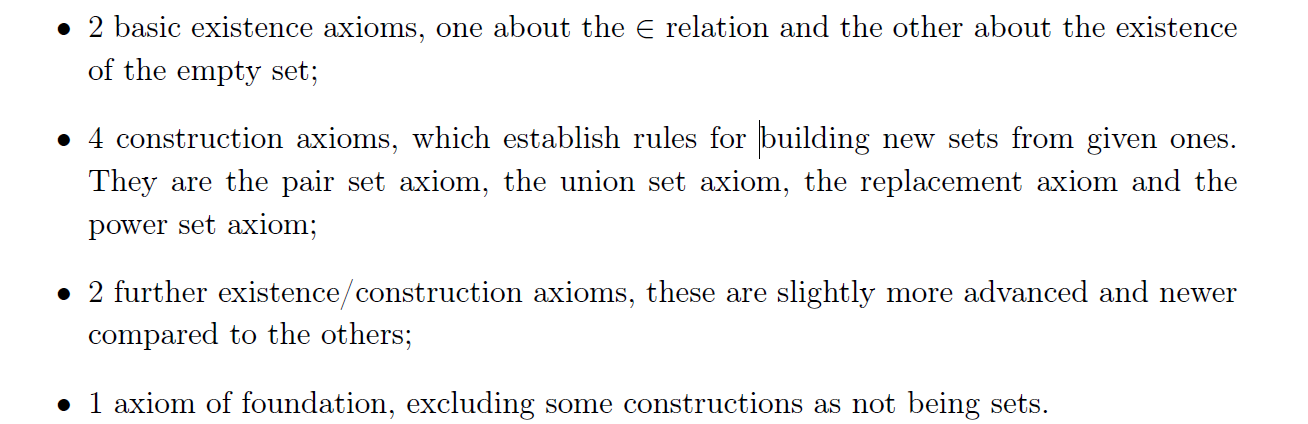 • 2 basic existence axioms, one about the ∈ relation and the other about the existence
of the empty set;
• 4 construction axioms, which establish rules for building new sets from given ones.
They are the pair set axiom, the union set axiom, the replacement axiom and the
power set axiom;
• 2 further existence/construction axioms, these are slightly more advanced and newer
compared to the others;
• 1 axiom of foundation, excluding some constructions as not being sets.